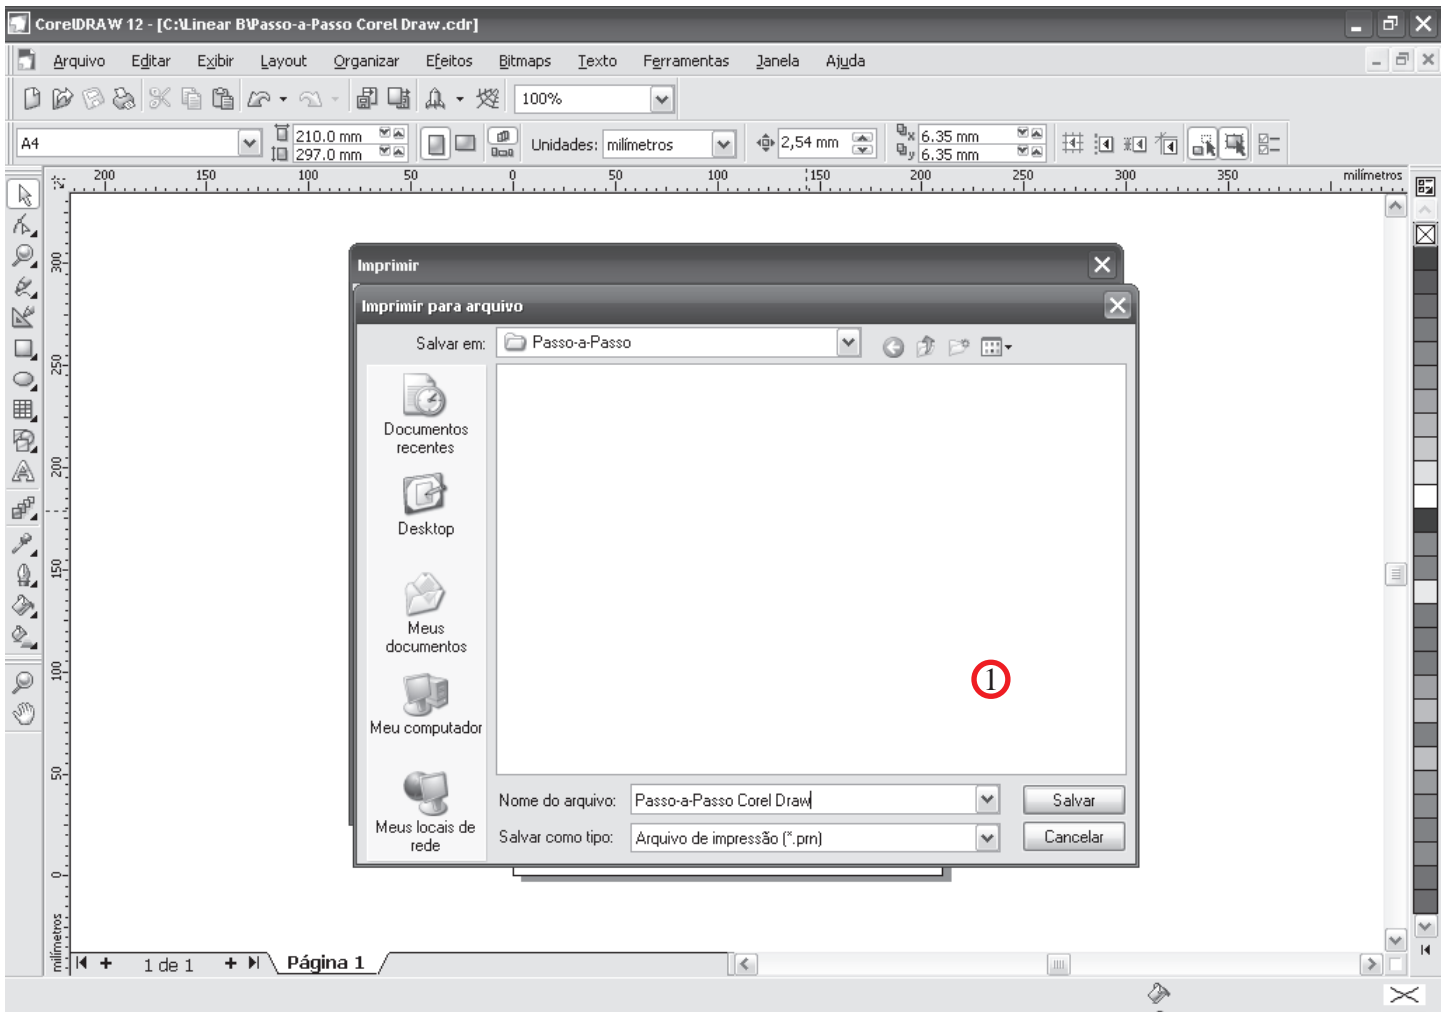 CorelDRAW 12 - [C:\Linear B\Passo-a-Passo Corel Draw.cdr]
Arquivo Editar Exibir Layout Organizar Efeitos Bitmaps Texto Ferramentas Janela Ajuda
100%
A4 210.0 mm 297.0 mm Unidades: milímetros 2,54 mm 6.35 mm 6.35 mm
x
y
200 150 100 50 0 50 100 150 200 250 300 350 milímetros
300
250
200
150
100
50
0
milímetros
Imprimir
Imprimir para arquivo
Salvar em: Passo-a-Passo
Documentos
recentes
Desktop
Meus
documentos
Meu computador
Meus locais de
rede
1
Nome do arquivo: Passo-a-Passo Corel Draw Salvar
Salvar como tipo: Arquivo de impressão (*.prn) Cancelar
1 de 1 Página 1